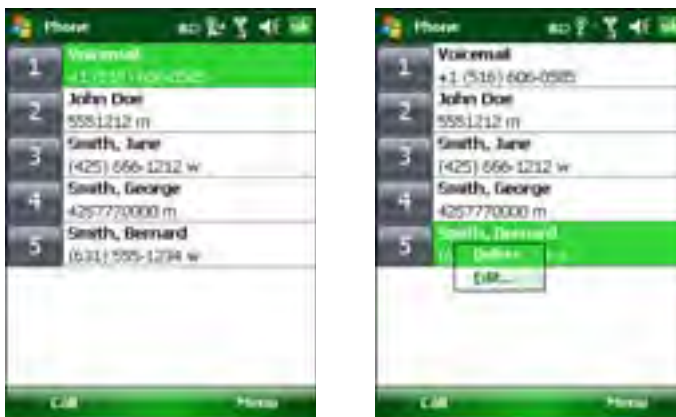 Phone
1
Voicemail
2
John Doe
5551212 m
3
Smith, Jane
(425) 666-1212 w
4
Smith, George
4257770000 m
5
Smith, Bernard
(631) 555-1234 w
Call
Menu
Phone
1
Voicemail
+1 (516) 606-0585
2
John Doe
5551212 m
3
Smith, Jane
(425) 666-1212 w
4
Smith, George
4257770000 m
5
Smith, Bernard
Delete
Edit...
Call
Menu